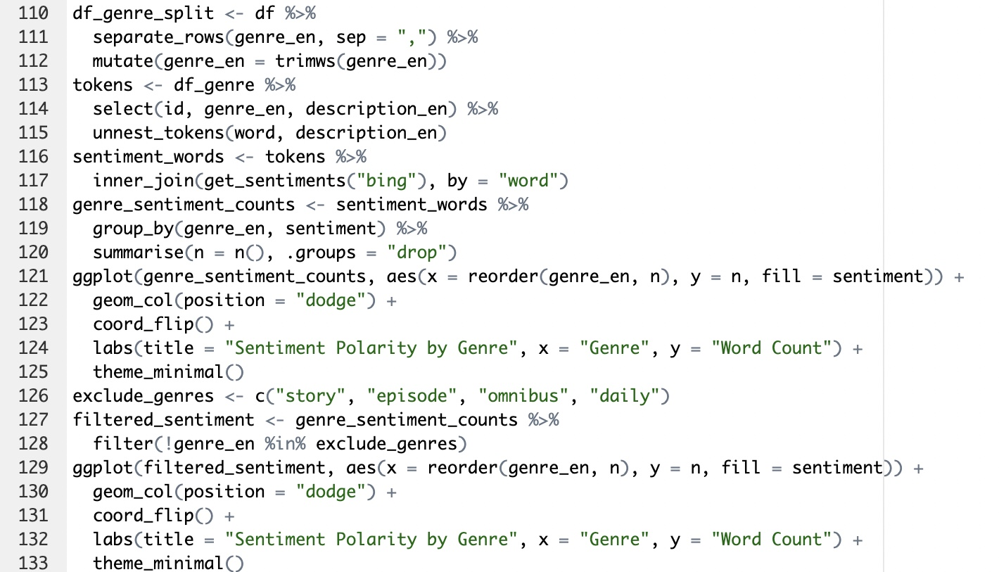 110 df_genre_split <- df %>%
111   separate_rows(genre_en, sep = ",") %>%
112   mutate(genre_en = trimws(genre_en))
113 tokens <- df_genre %>%
114   select(id, genre_en, description_en) %>%
115   unnest_tokens(word, description_en)
116 sentiment_words <- tokens %>%
117   inner_join(get_sentiments("bing"), by = "word")
118 genre_sentiment_counts <- sentiment_words %>%
119   group_by(genre_en, sentiment) %>%
120   summarise(n = n(), .groups = "drop")
121 ggplot(genre_sentiment_counts, aes(x = reorder(genre_en, n), y = n, fill = sentiment)) +
122   geom_col(position = "dodge") +
123   coord_flip() +
124   labs(title = "Sentiment Polarity by Genre", x = "Genre", y = "Word Count") +
125   theme_minimal()
126 exclude_genres <- c("story", "episode", "omnibus", "daily")
127 filtered_sentiment <- genre_sentiment_counts %>%
128   filter(!genre_en %in% exclude_genres)
129 ggplot(filtered_sentiment, aes(x = reorder(genre_en, n), y = n, fill = sentiment)) +
130   geom_col(position = "dodge") +
131   coord_flip() +
132   labs(title = "Sentiment Polarity by Genre", x = "Genre", y = "Word Count") +
133   theme_minimal()